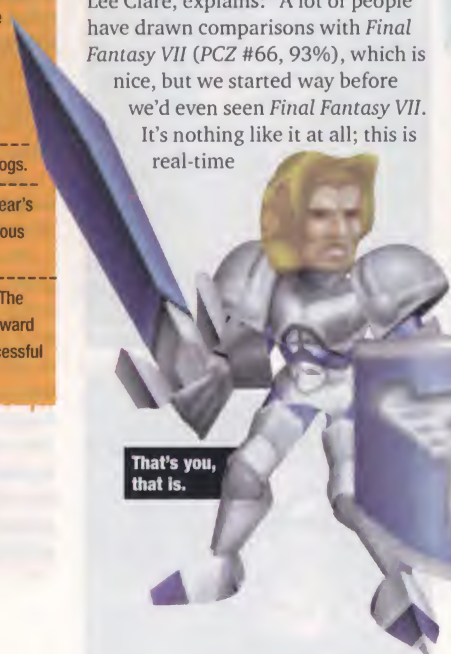 Lee Clare, explains: "A lot of people
have drawn comparisons with Final
Fantasy VII (PCZ #66, 93%), which is
nice, but we started way before
we'd even seen Final Fantasy VII.
It's nothing like it at all; this is
real-time
ogs.
ear's
ous
The
ward
cessful
That's you,
that is.